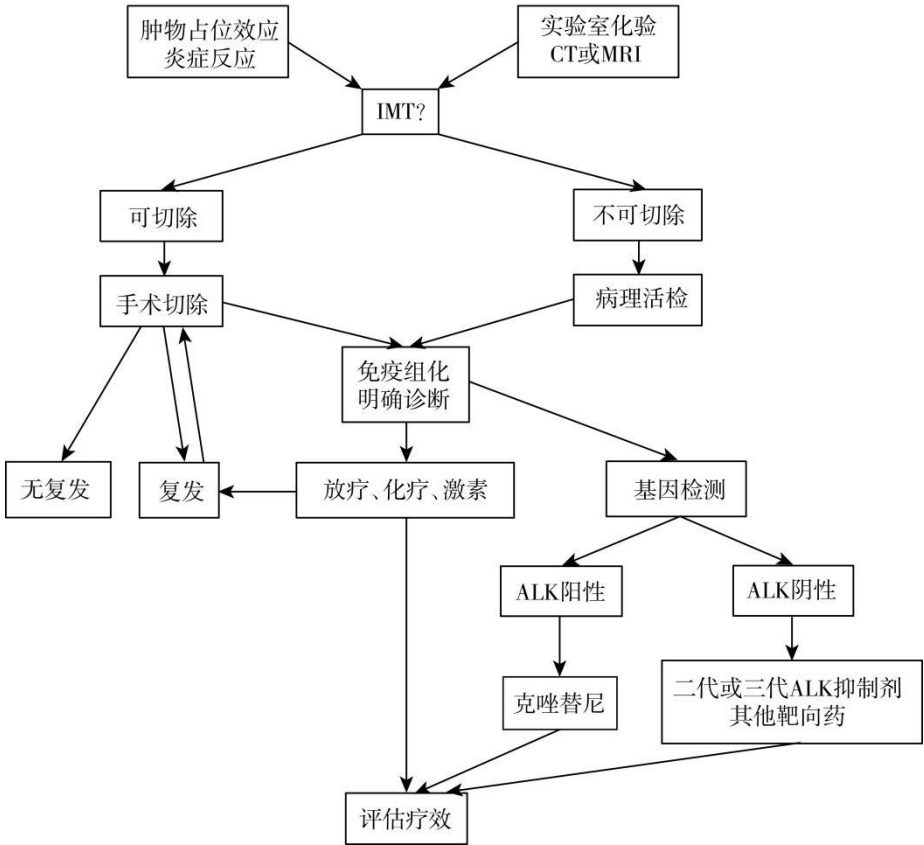 肿物占位效应
炎症反应
实验室化验
CT或MRI
IMT?
可切除
不可切除
手术切除
病理活检
免疫组化
明确诊断
无复发
复发
放疗、化疗、激素
基因检测
ALK阳性
ALK阴性
克唑替尼
二代或三代ALK抑制剂
其他靶向药
评估疗效